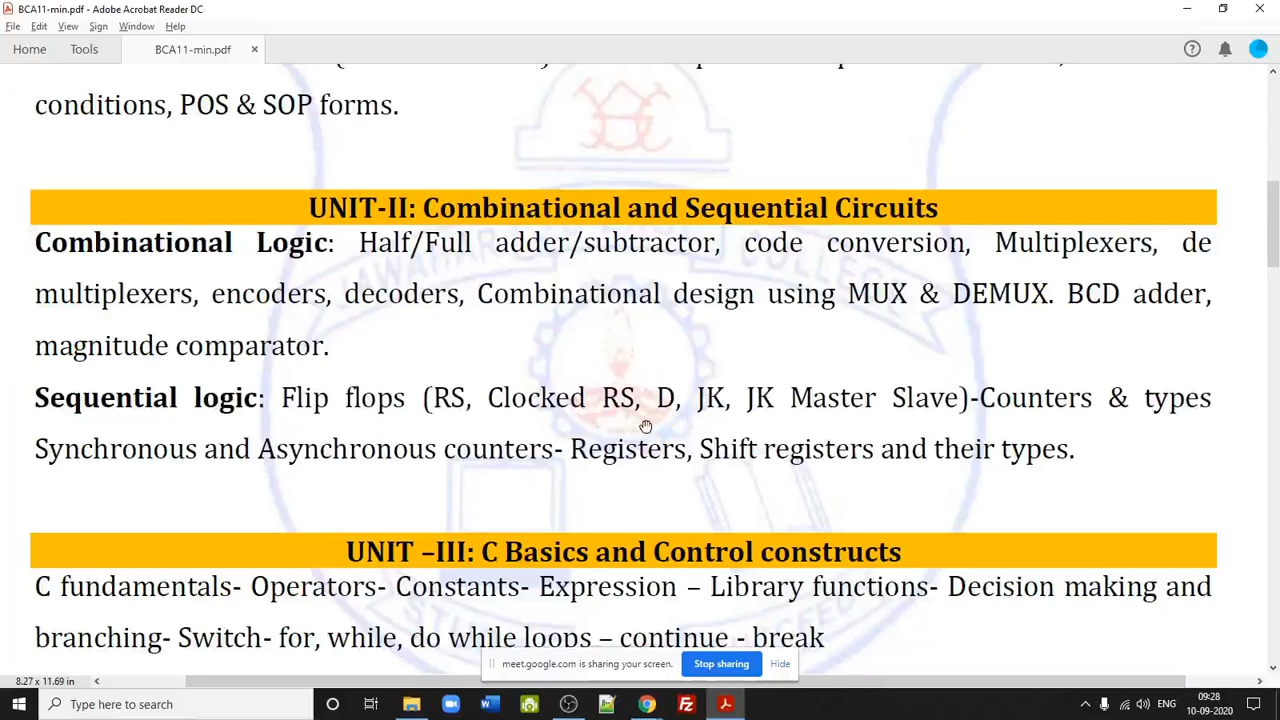 BCA11-min.pdf - Adobe Acrobat Reader DC
File Edit View Sign Window Help
Home Tools BCA11-min.pdf
conditions, POS & SOP forms.
UNIT-II: Combinational and Sequential Circuits
Combinational Logic: Half/Full adder/subtractor, code conversion, Multiplexers, de
multiplexers, encoders, decoders, Combinational design using MUX & DEMUX. BCD adder,
magnitude comparator.
Sequential logic: Flip flops (RS, Clocked RS, D, JK, JK Master Slave)-Counters & types
Synchronous and Asynchronous counters- Registers, Shift registers and their types.
UNIT –III: C Basics and Control constructs
C fundamentals- Operators- Constants- Expression – Library functions- Decision making and
branching- Switch- for, while, do while loops – continue - break
meet.google.com is sharing your screen. Stop sharing Hide
8.27 x 11.69 in
Type here to search
ENG
09:28
10-09-2020